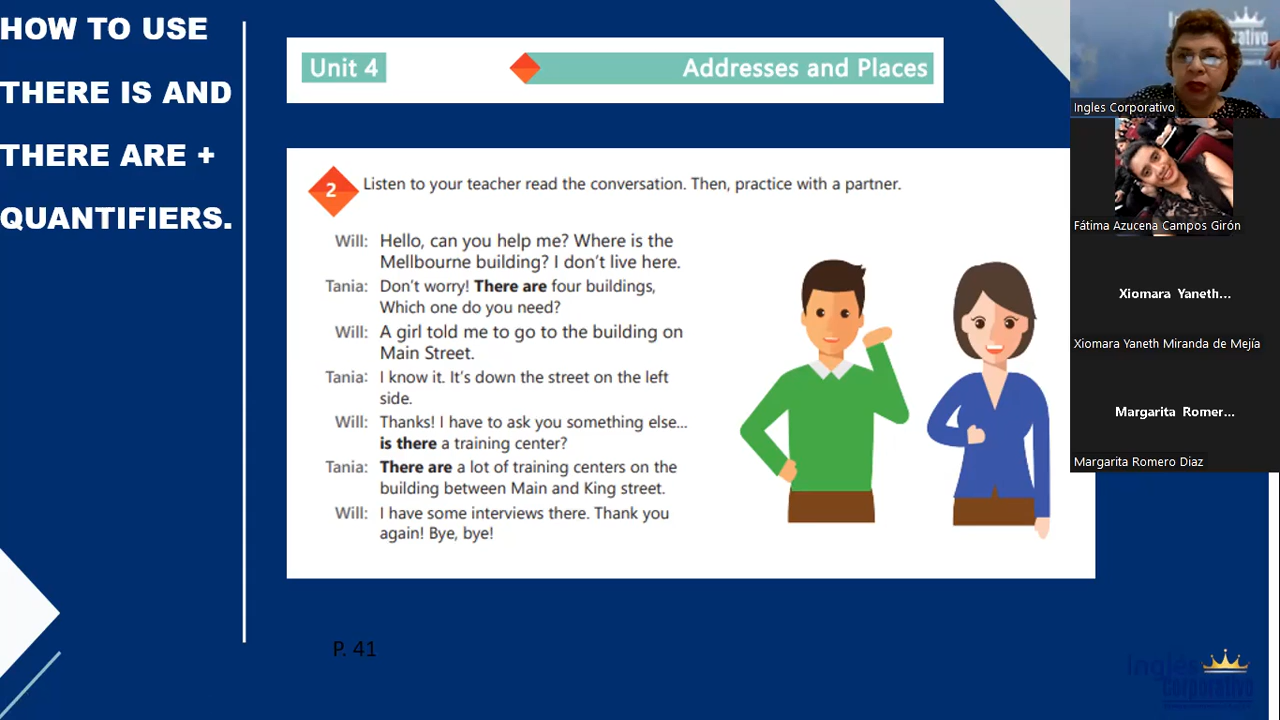 HOW TO USE
THERE IS AND
THERE ARE +
QUANTIFIERS.
Unit 4
Addresses and Places
2
Listen to your teacher read the conversation. Then, practice with a partner.
Will: Hello, can you help me? Where is the
Mellbourne building? I don't live here.
Tania: Don't worry! There are four buildings,
Which one do you need?
Will: A girl told me to go to the building on
Main Street.
Tania: I know it. It's down the street on the left
side.
Will: Thanks! I have to ask you something else...
is there a training center?
Tania: There are a lot of training centers on the
building between Main and King street.
Will: I have some interviews there. Thank you
again! Bye, bye!
P. 41
Ingles Corporativo
Fátima Azucena Campos Girón
Xiomara Yaneth...
Xiomara Yaneth Miranda de Mejía
Margarita Romer...
Margarita Romero Diaz
Inglés
Corporativo